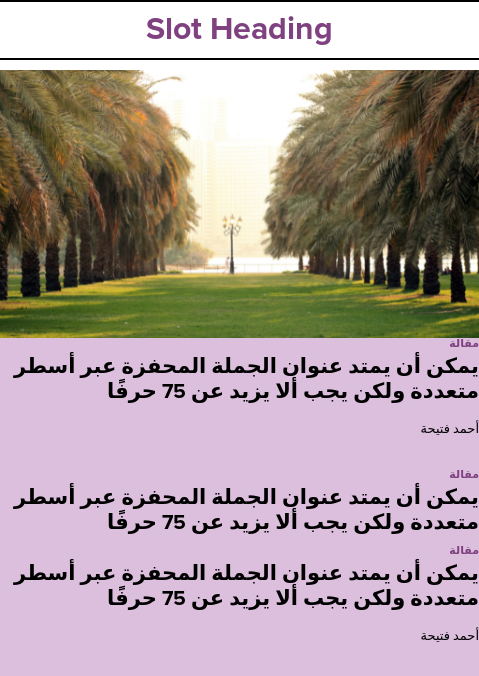 Slot Heading
مقالة
يمكن أن يمتد عنوان الجملة المحفزة عبر أسطر
متعددة ولكن يجب ألا يزيد عن 75 حرفًا
أحمد فتيحة
مقالة
يمكن أن يمتد عنوان الجملة المحفزة عبر أسطر
متعددة ولكن يجب ألا يزيد عن 75 حرفًا
مقالة
يمكن أن يمتد عنوان الجملة المحفزة عبر أسطر
متعددة ولكن يجب ألا يزيد عن 75 حرفًا
أحمد فتيحة